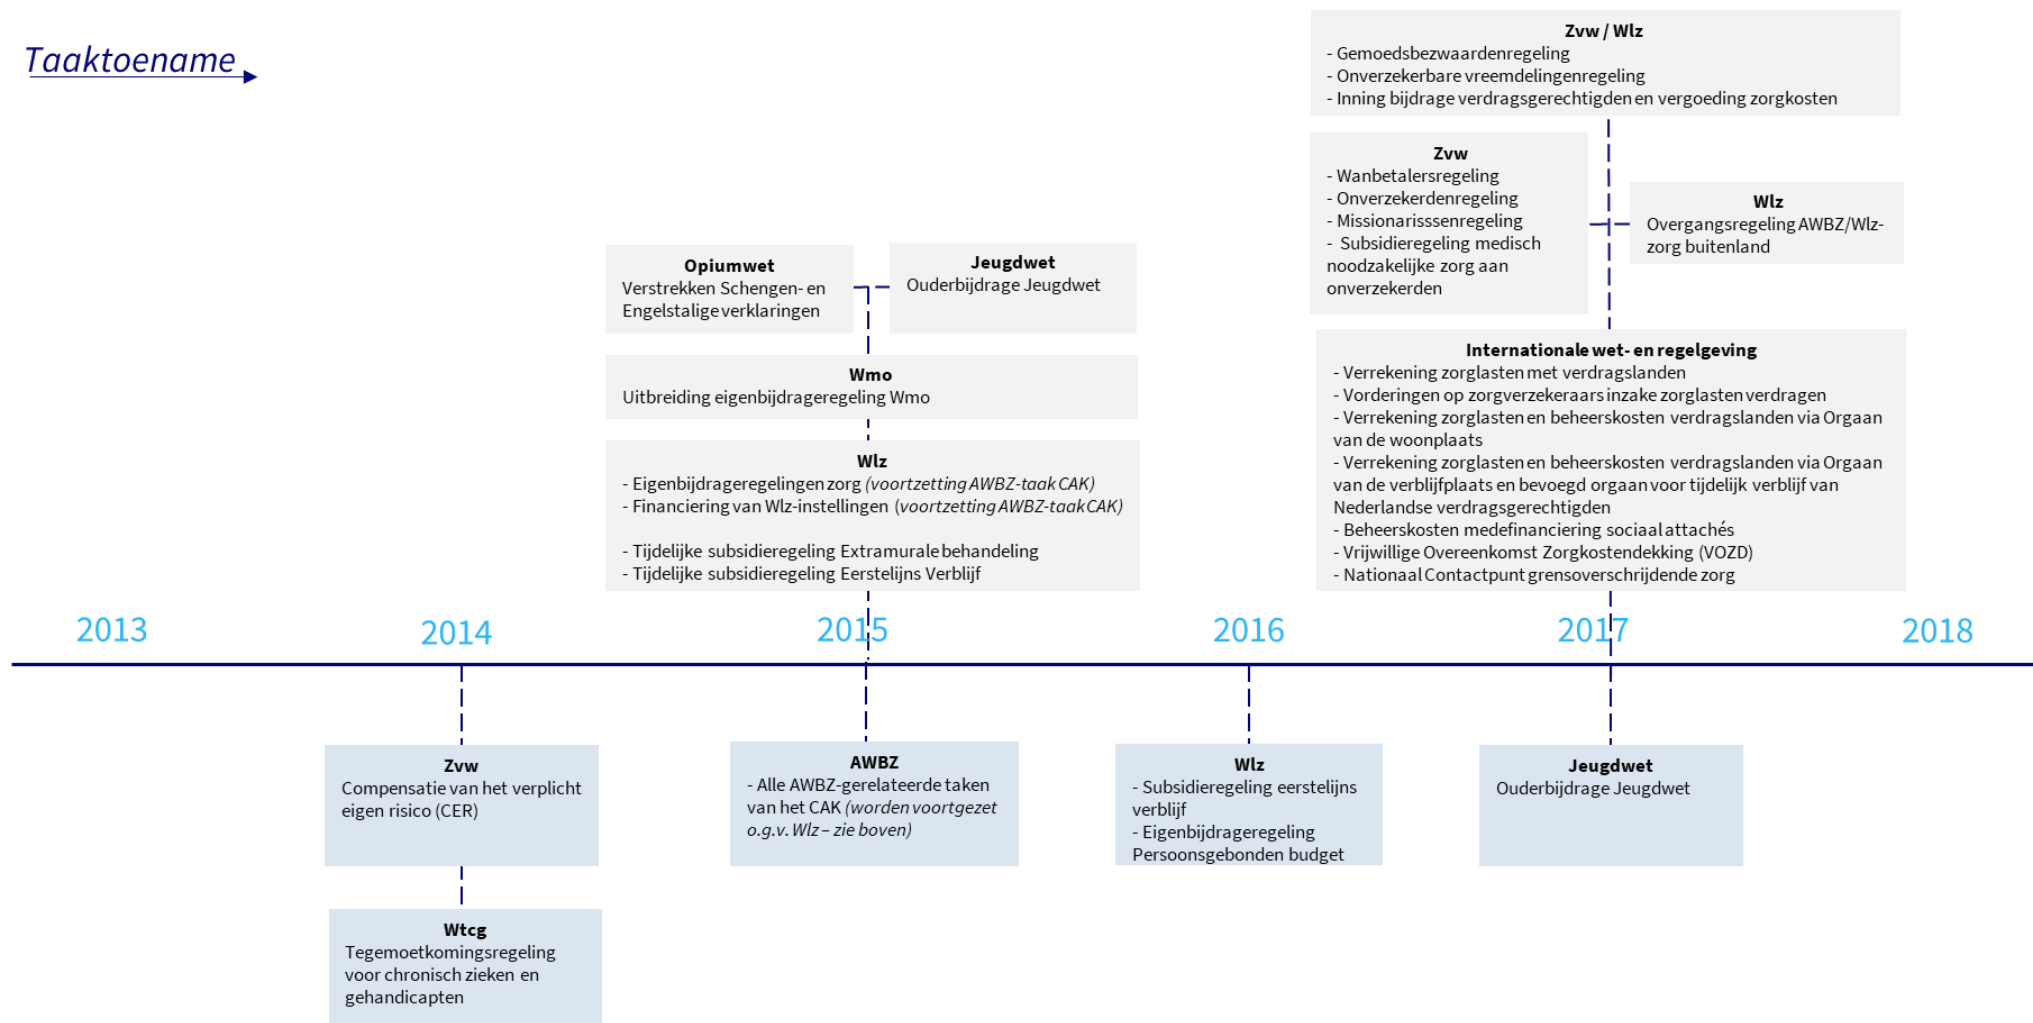 Taaktoename
Zvw / Wlz
- Gemoedsbezwaardenregeling
- Onverzekerbare vreemdelingenregeling
- Inning bijdrage verdragsgerechtigden en vergoeding zorgkosten
Zvw
- Wanbetalersregeling
- Onverzekerdenregeling
- Missionarisssenregeling
- Subsidieregeling medisch
noodzakelijke zorg aan
onverzekerden
Wlz
Overgangsregeling AWBZ/Wlz-
zorg buitenland
Opiumwet
Verstrekken Schengen- en
Engelstalige verklaringen
Jeugdwet
Ouderbijdrage Jeugdwet
Wmo
Uitbreiding eigenbijdrageregeling Wmo
Wlz
- Eigenbijdrageregelingen zorg (voortzetting AWBZ-taak CAK)
- Financiering van Wlz-instellingen (voortzetting AWBZ-taak CAK)
- Tijdelijke subsidieregeling Extramurale behandeling
- Tijdelijke subsidieregeling Eerstelijns Verblijf
Internationale wet- en regelgeving
- Verrekening zorglasten met verdragslanden
- Vorderingen op zorgverzekeraars inzake zorglasten verdragen
- Verrekening zorglasten en beheerskosten verdragslanden via Orgaan
van de woonplaats
- Verrekening zorglasten en beheerskosten verdragslanden via Orgaan
van de verblijfplaats en bevoegd orgaan voor tijdelijk verblijf van
Nederlandse verdragsgerechtigden
- Beheerskosten medefinanciering sociaal attachés
- Vrijwillige Overeenkomst Zorgkostendekking (VOZD)
- Nationaal Contactpunt grensoverschrijdende zorg
2013
2014
2015
2016
2017
2018
Zvw
Compensatie van het verplicht
eigen risico (CER)
Wtcg
Tegemoetkomingsregeling
voor chronisch zieken en
gehandicapten
AWBZ
- Alle AWBZ-gerelateerde taken
van het CAK (worden voortgezet
o.g.v. Wlz – zie boven)
Wlz
- Subsidieregeling eerstelijns
verblijf
- Eigenbijdrageregeling
Persoonsgebonden budget
Jeugdwet
Ouderbijdrage Jeugdwet